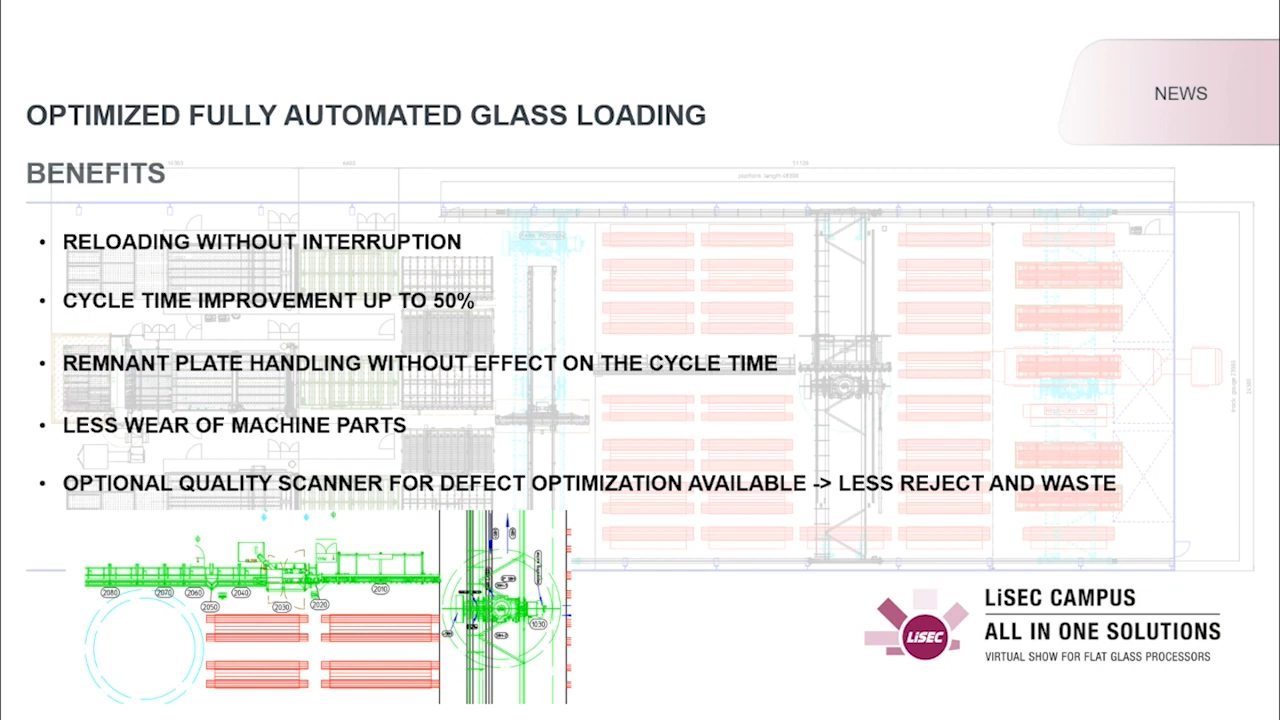 NEWS
OPTIMIZED FULLY AUTOMATED GLASS LOADING
BENEFITS
• RELOADING WITHOUT INTERRUPTION
• CYCLE TIME IMPROVEMENT UP TO 50%
• REMNANT PLATE HANDLING WITHOUT EFFECT ON THE CYCLE TIME
• LESS WEAR OF MACHINE PARTS
• OPTIONAL QUALITY SCANNER FOR DEFECT OPTIMIZATION AVAILABLE -> LESS REJECT AND WASTE
2080
2070
2060
2050
2040
2030
2020
2010
1030
LiSEC
LiSEC CAMPUS
ALL IN ONE SOLUTIONS
VIRTUAL SHOW FOR FLAT GLASS PROCESSORS